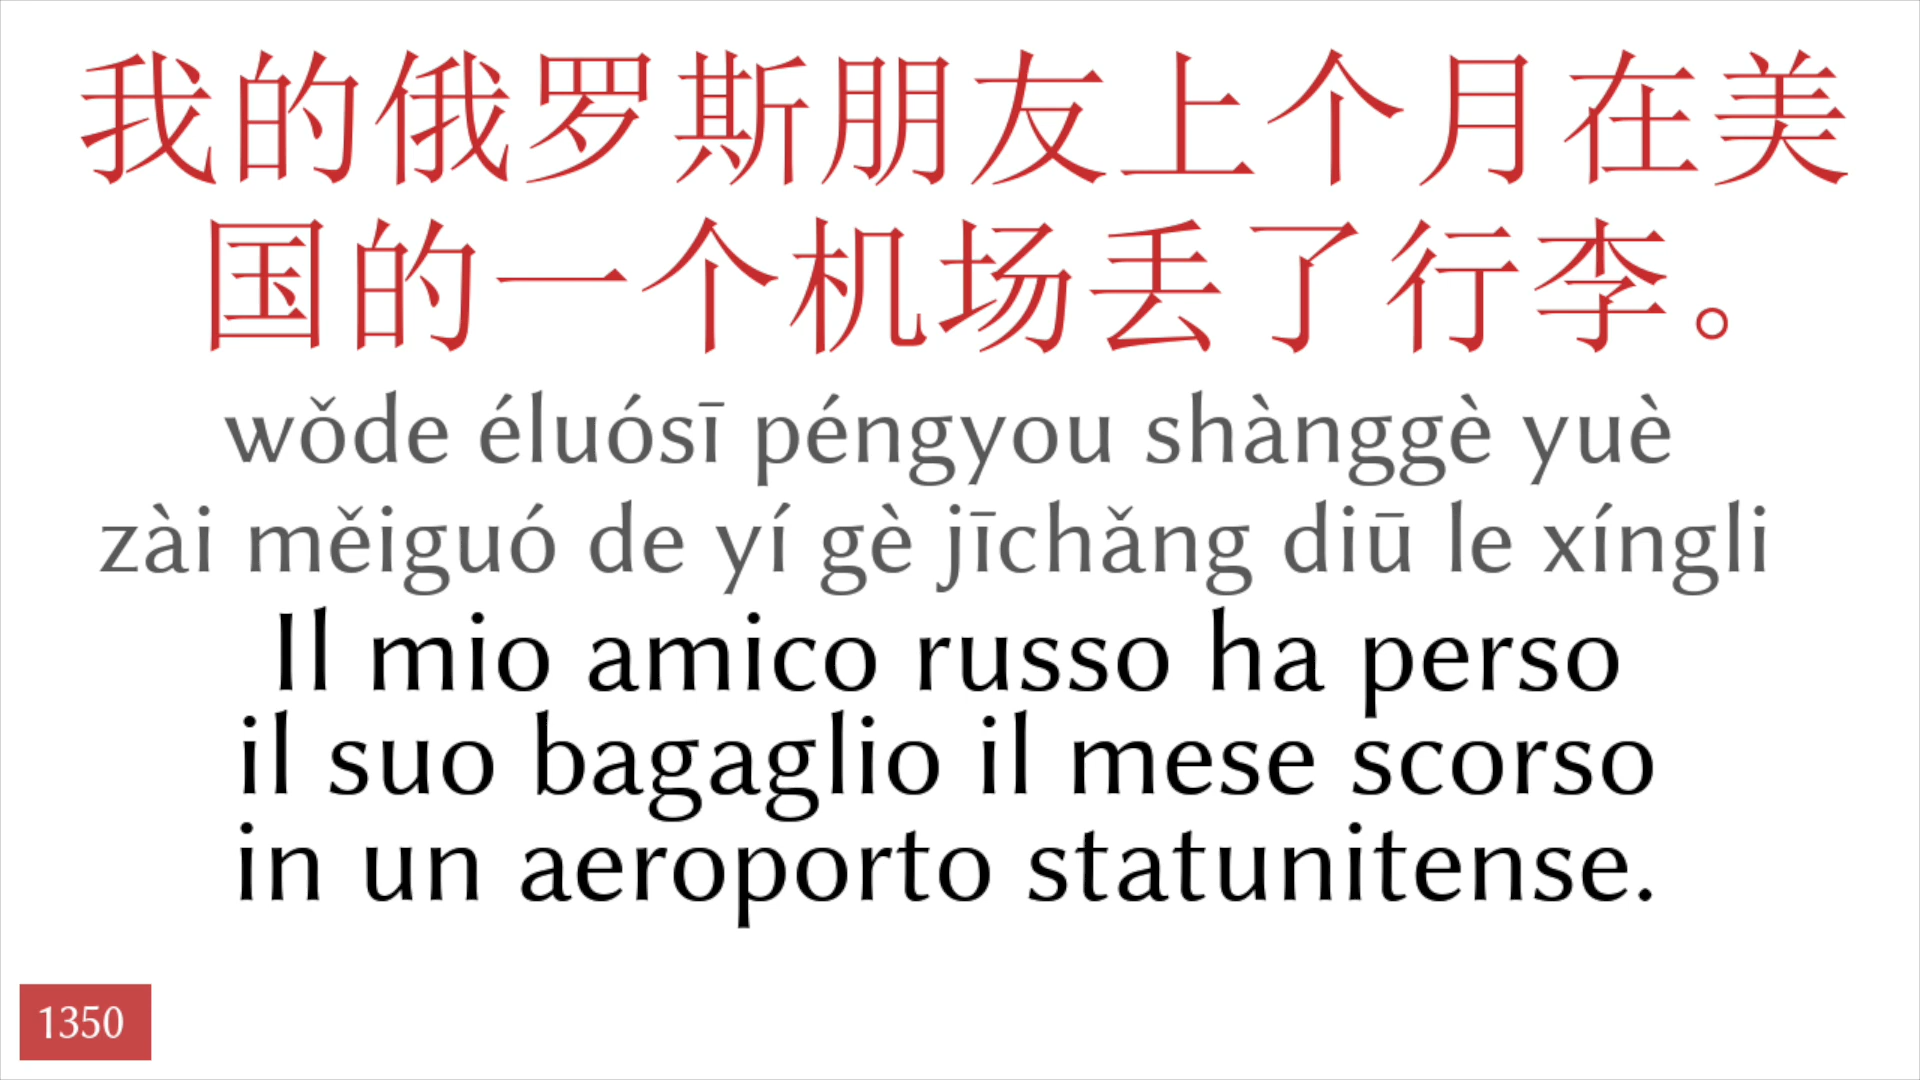 我的俄罗斯朋友上个月在美
国的一个机场丢了行李。
wǒde éluósī péngyou shànggè yuè
zài měiguó de yí gè jīchǎng diū le xíngli
Il mio amico russo ha perso
il suo bagaglio il mese scorso
in un aeroporto statunitense.
1350